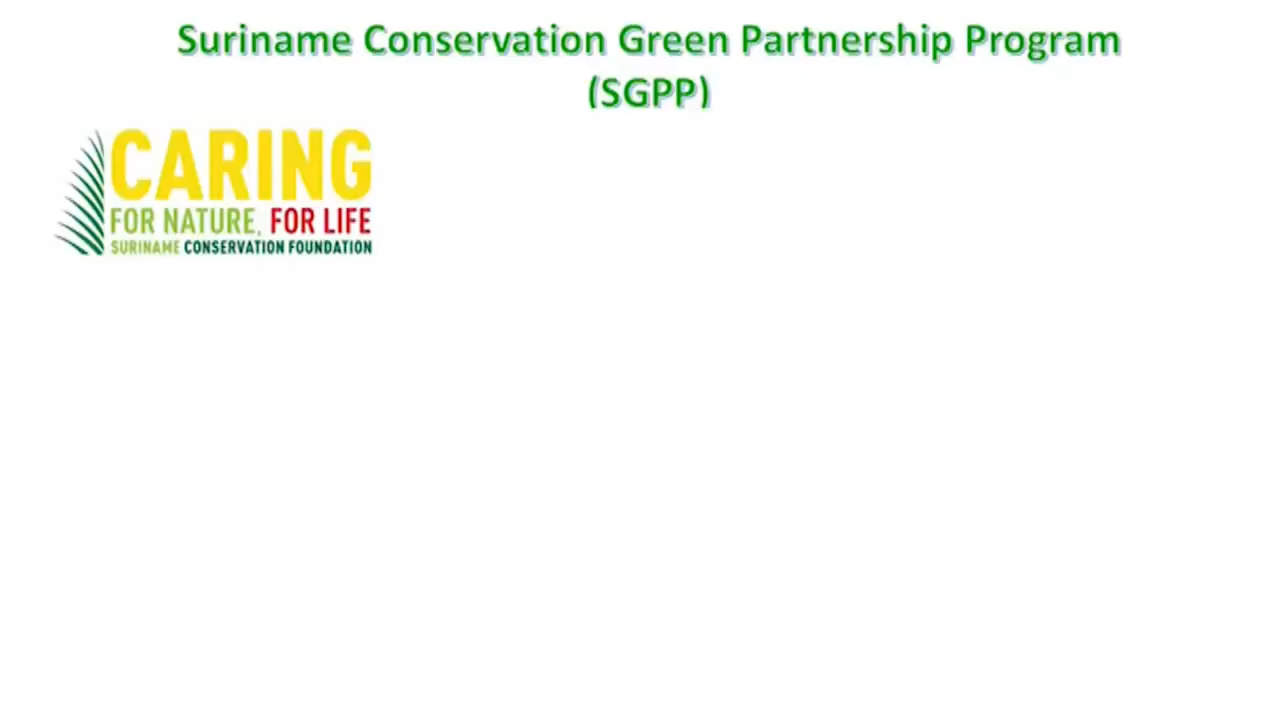 Suriname Conservation Green Partnership Program
(SGPP)
CARING
FOR NATURE, FOR LIFE
SURINAME CONSERVATION FOUNDATION